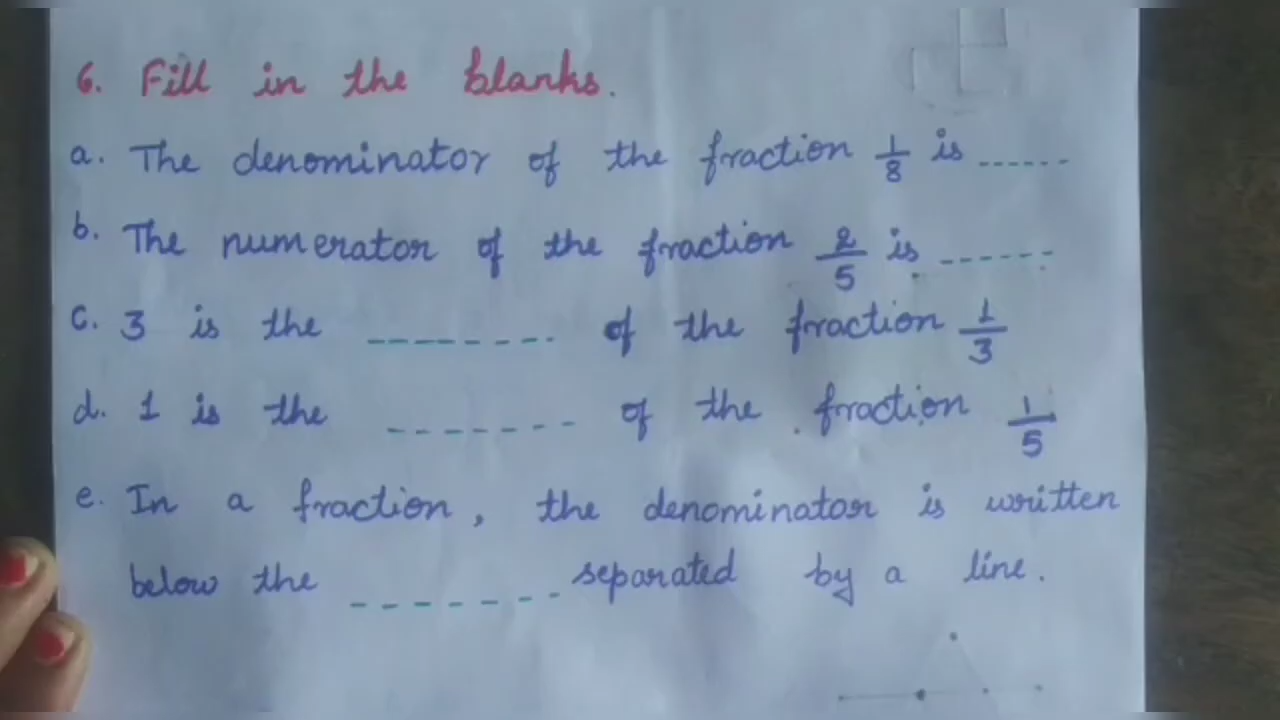 6. Fill in the blanks.
a. The denominator of the fraction 1/8 is ------
b. The numerator of the fraction 2/5 is ------
c. 3 is the -------- of the fraction 1/3
d. 1 is the ------- of the fraction 1/5
e. In a fraction, the denominator is written
below the ------- separated by a line.